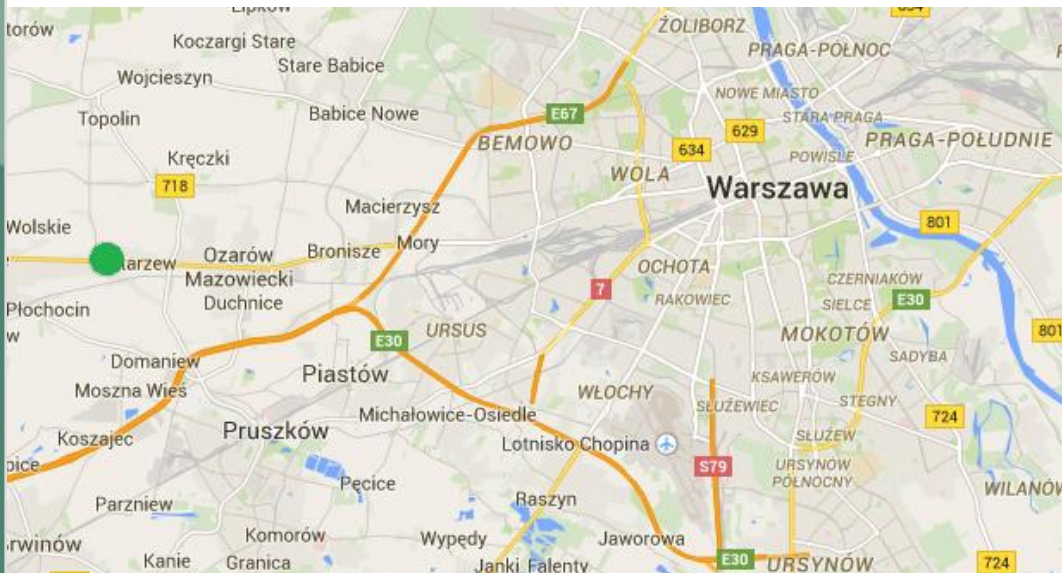 ŻOLIBORZ
Koczargi Stare
PRAGA-PÓŁNOC
Stare Babice
Wojcieszyn
NOWE MIASTO
Babice Nowe
E67
Topolin
STARA PRAGA
629
BEMOWO
634
PRAGA-POŁUDNIE
Kręczki
POWIŚLE
WOLA
718
Warszawa
Macierzysz
801
Wolskie
Mory
Bronisze
Ożarów
Mazowiecki
OCHOTA
CZERNIAKÓW
7
RAKOWIEC
SIELCE
E30
Duchnice
Płochocin
URSUS
MOKOTÓW
801
E30
SADYBA
Domaniew
Piastów
KSAWERÓW
Moszna Wieś
WŁOCHY
STEGNY
SŁUŻEWIEC
Michałowice-Osiedle
724
Pruszków
SŁUŻEW
Koszajec
Lotnisko Chopina
S79
URSYNÓW
PÓŁNOCNY
Pęcice
WILANÓW
Raszyn
Parzniew
Komorów
Wypędy
Jaworowa
Kanie
Granica
Janki
Falenty
E30
URSYNÓW
724